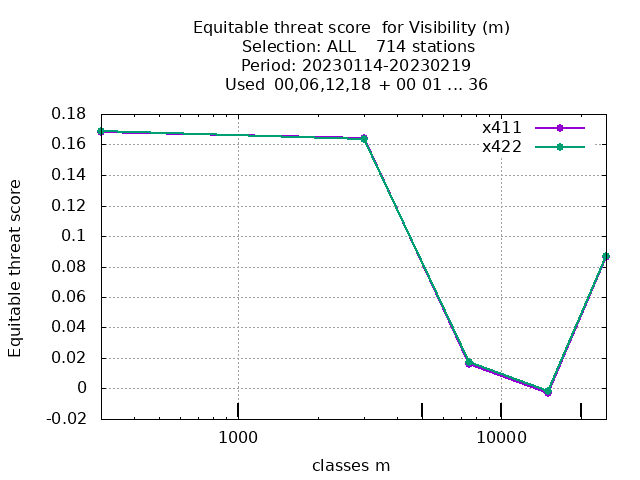 Equitable threat score  for Visibility (m)
Selection: ALL    714 stations
Period: 20230114-20230219
Used  00,06,12,18 + 00 01 ... 36
x411
x422
0.18
0.16
0.14
0.12
0.1
0.08
0.06
0.04
0.02
0
-0.02
Equitable threat score
1000
10000
classes m